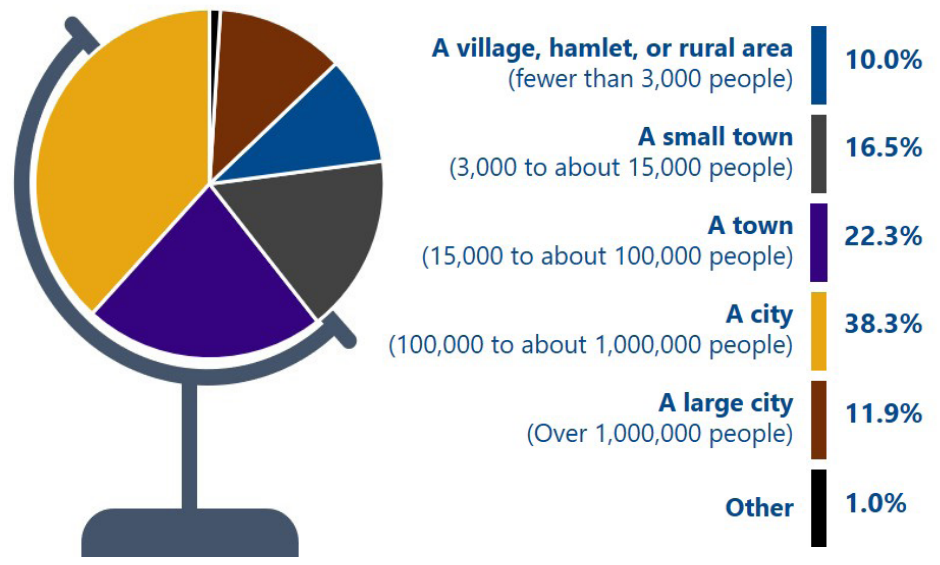 A village, hamlet, or rural area
(fewer than 3,000 people)
10.0%
A small town
(3,000 to about 15,000 people)
16.5%
A town
(15,000 to about 100,000 people)
22.3%
A city
(100,000 to about 1,000,000 people)
38.3%
A large city
(Over 1,000,000 people)
11.9%
Other
1.0%